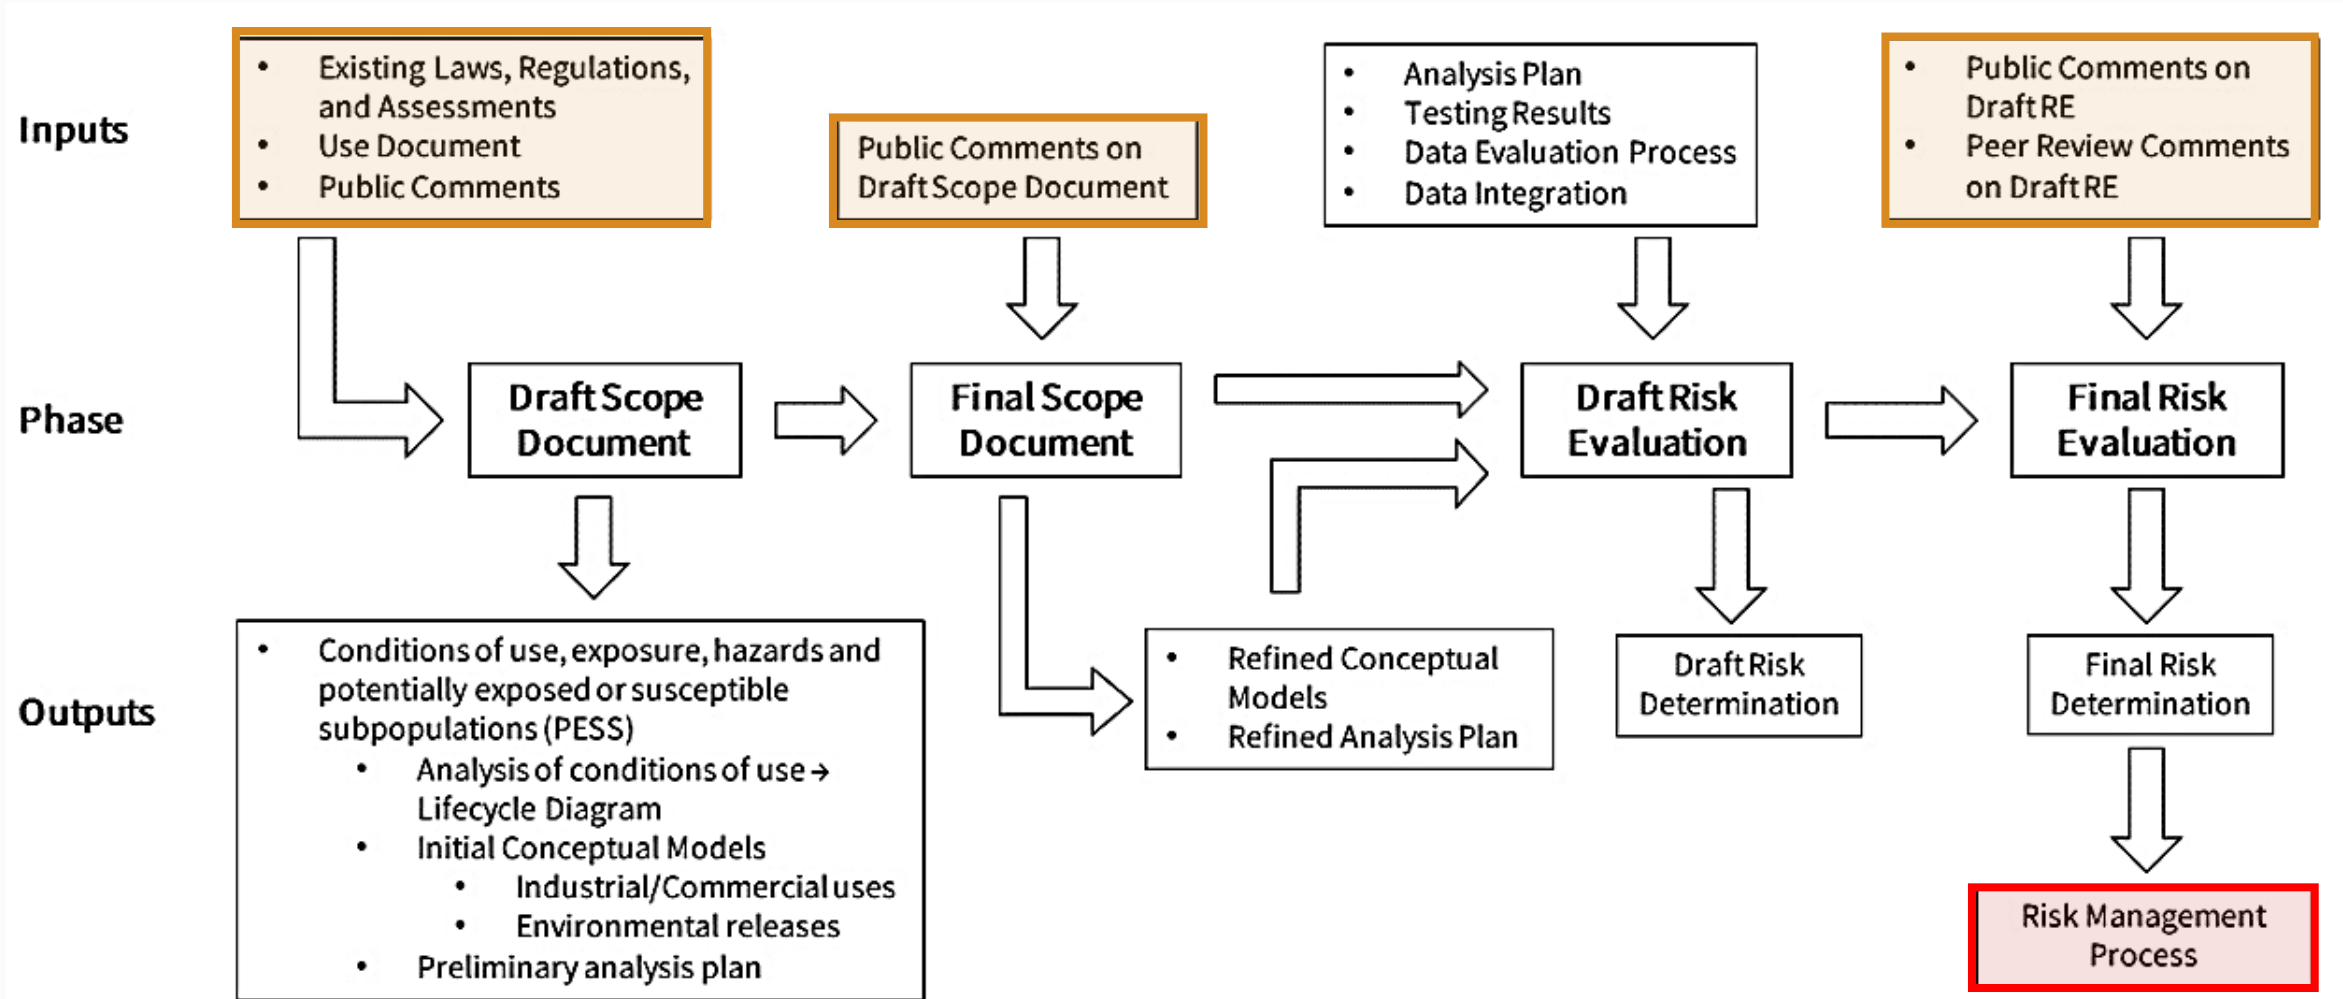 Inputs
• Existing Laws, Regulations,
and Assessments
• Use Document
• Public Comments
Public Comments on
Draft Scope Document
• Analysis Plan
• Testing Results
• Data Evaluation Process
• Data Integration
• Public Comments on
Draft RE
• Peer Review Comments
on Draft RE
Phase
Draft Scope
Document
Final Scope
Document
Draft Risk
Evaluation
Final Risk
Evaluation
Outputs
• Conditions of use, exposure, hazards and
potentially exposed or susceptible
subpopulations (PESS)
• Analysis of conditions of use →
Lifecycle Diagram
• Initial Conceptual Models
• Industrial/Commercial uses
• Environmental releases
• Preliminary analysis plan
• Refined Conceptual
Models
• Refined Analysis Plan
Draft Risk
Determination
Final Risk
Determination
Risk Management
Process